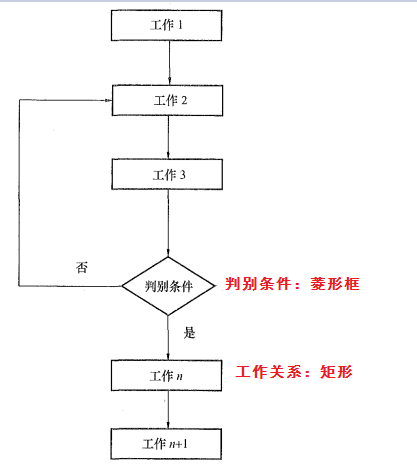 工作 1
工作 2
工作 3
否
判别条件
判别条件：菱形框
是
工作 n
工作关系：矩形
工作 n+1